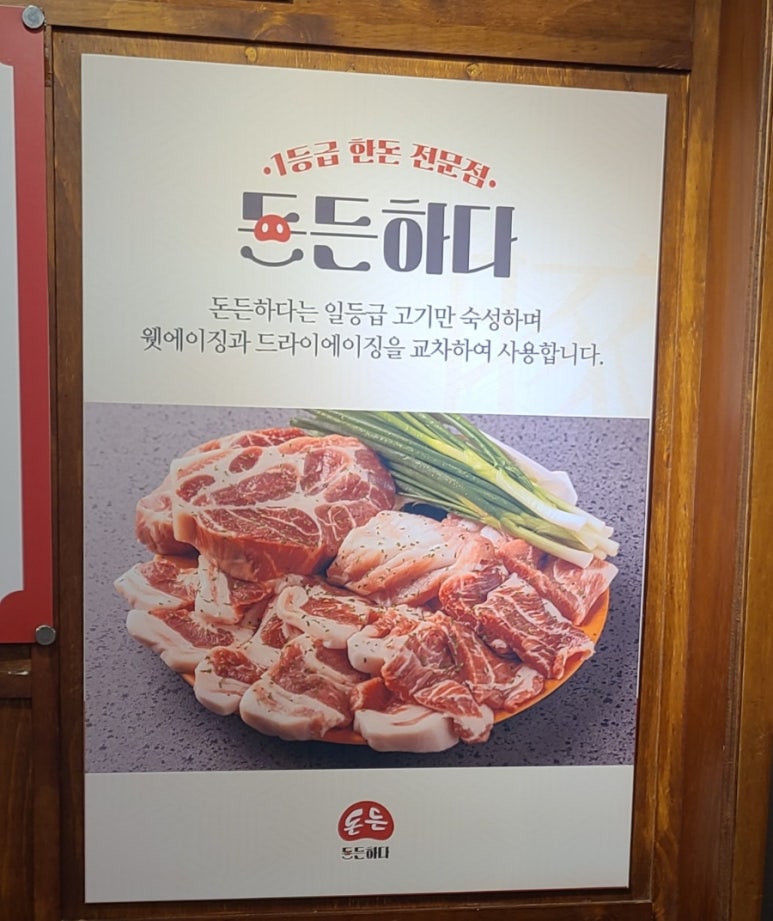 ·1등급 한돈 전문점·
돈든하다
돈든하다는 일등급 고기만 숙성하며
웻에이징과 드라이에이징을 교차하여 사용합니다.
돈든
돈든하다